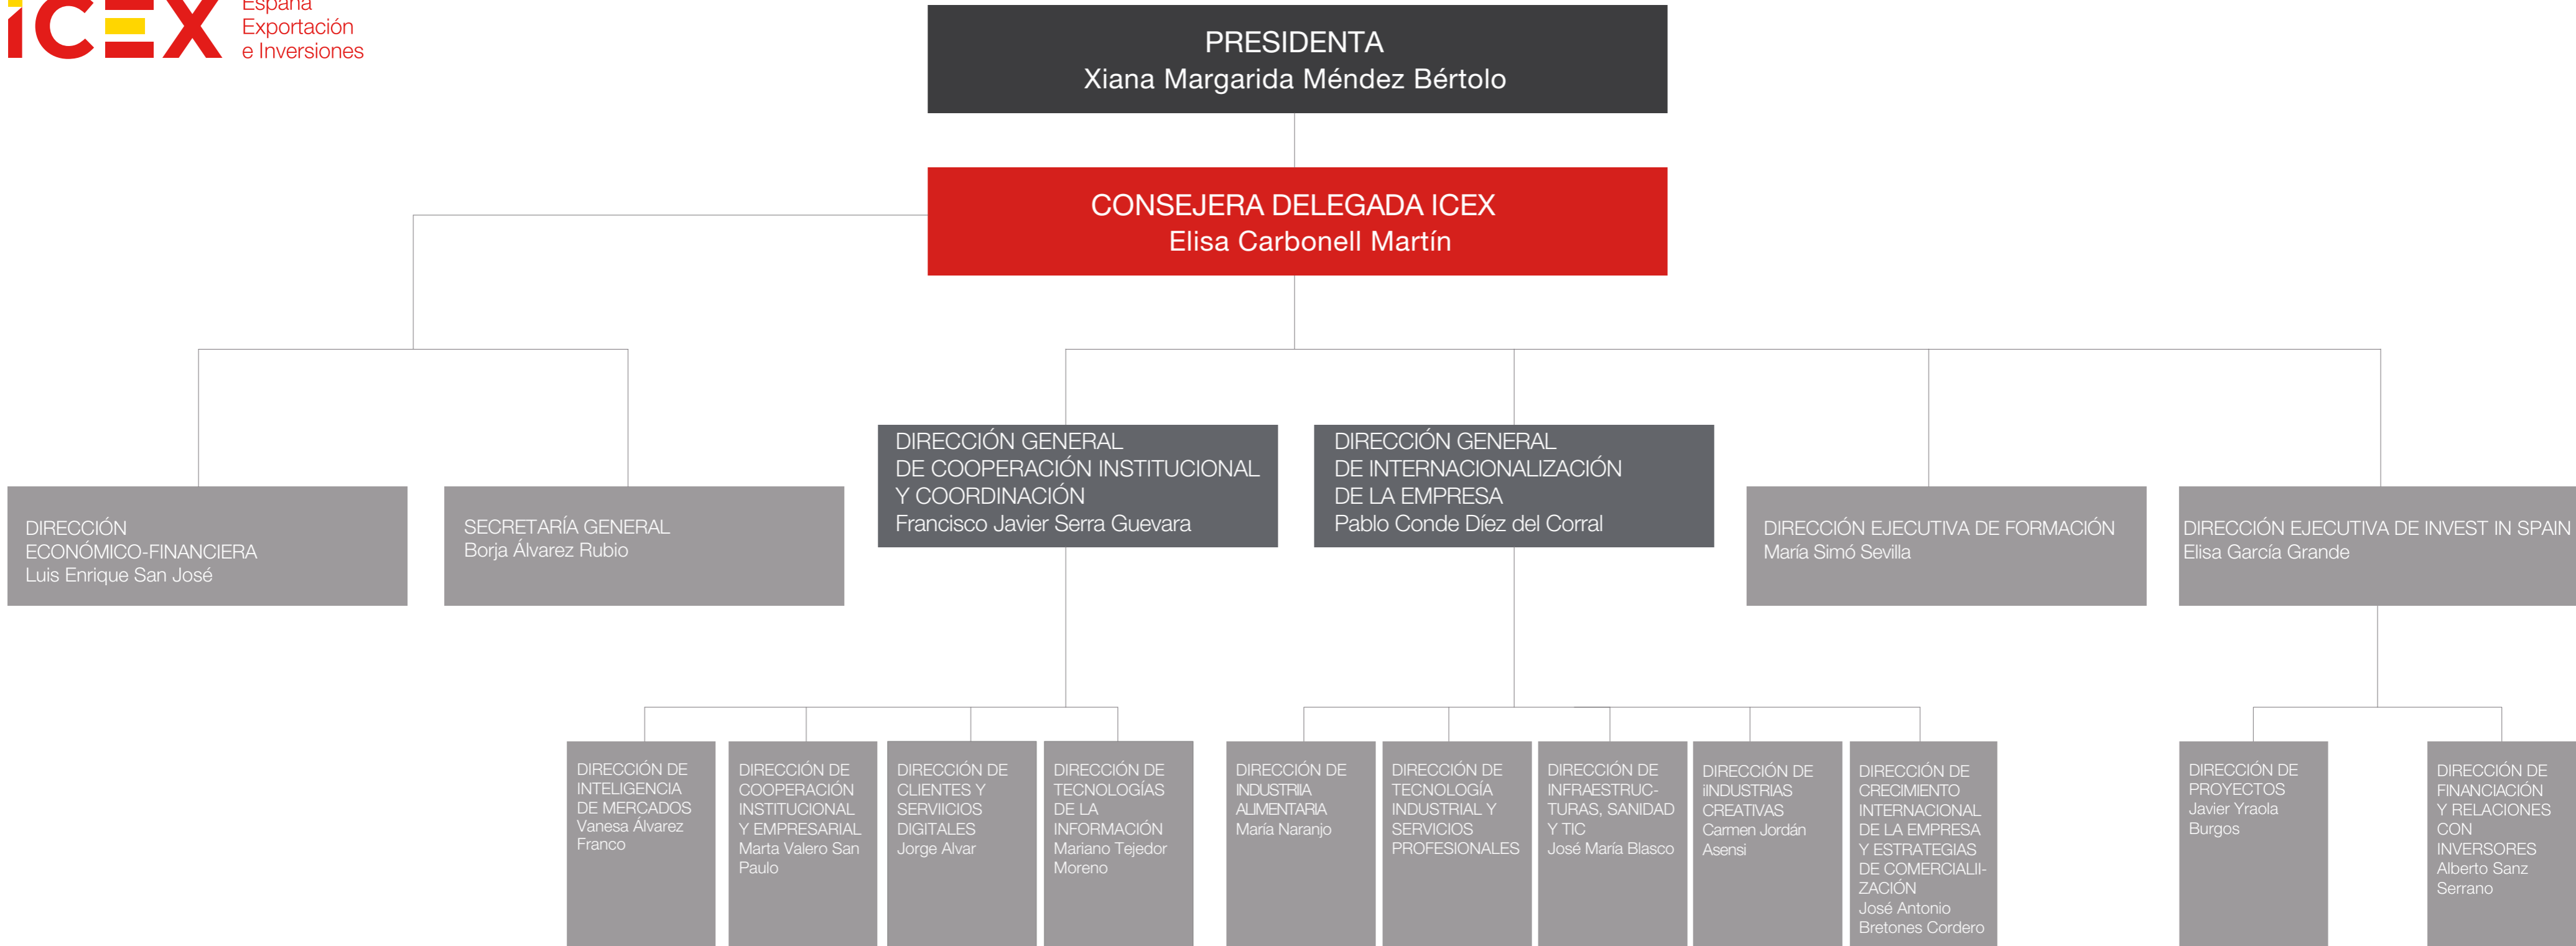 icex
España
Exportación
e Inversiones
PRESIDENTA
Xiana Margarida Méndez Bértolo
CONSEJERA DELEGADA ICEX
Elisa Carbonell Martín
DIRECCIÓN
ECONÓMICO-FINANCIERA
Luis Enrique San José
SECRETARÍA GENERAL
Borja Álvarez Rubio
DIRECCIÓN GENERAL
DE COOPERACIÓN INSTITUCIONAL
Y COORDINACIÓN
Francisco Javier Serra Guevara
DIRECCIÓN GENERAL
DE INTERNACIONALIZACIÓN
DE LA EMPRESA
Pablo Conde Díez del Corral
DIRECCIÓN EJECUTIVA DE FORMACIÓN
María Simó Sevilla
DIRECCIÓN EJECUTIVA DE INVEST IN SPAIN
Elisa García Grande
DIRECCIÓN DE
INTELIGENCIA
DE MERCADOS
Vanesa Álvarez
Franco
DIRECCIÓN DE
COOPERACIÓN
INSTITUCIONAL
Y EMPRESARIAL
Marta Valero San
Paulo
DIRECCIÓN DE
CLIENTES Y
SERVIICIOS
DIGITALES
Jorge Alvar
DIRECCIÓN DE
TECNOLOGÍAS
DE LA
INFORMACIÓN
Mariano Tejedor
Moreno
DIRECCIÓN DE
INDUSTRIIA
ALIMENTARIA
María Naranjo
DIRECCIÓN DE
TECNOLOGÍA
INDUSTRIAL Y
SERVICIOS
PROFESIONALES
DIRECCIÓN DE
INFRAESTRUC-
TURAS, SANIDAD
Y TIC
José María Blasco
DIRECCIÓN DE
iINDUSTRIAS
CREATIVAS
Carmen Jordán
Asensi
DIRECCIÓN DE
CRECIMIENTO
INTERNACIONAL
DE LA EMPRESA
Y ESTRATEGIAS
DE COMERCIALII-
ZACIÓN
José Antonio
Bretones Cordero
DIRECCIÓN DE
PROYECTOS
Javier Yraola
Burgos
DIRECCIÓN DE
FINANCIACIÓN
Y RELACIONES
CON
INVERSORES
Alberto Sanz
Serrano